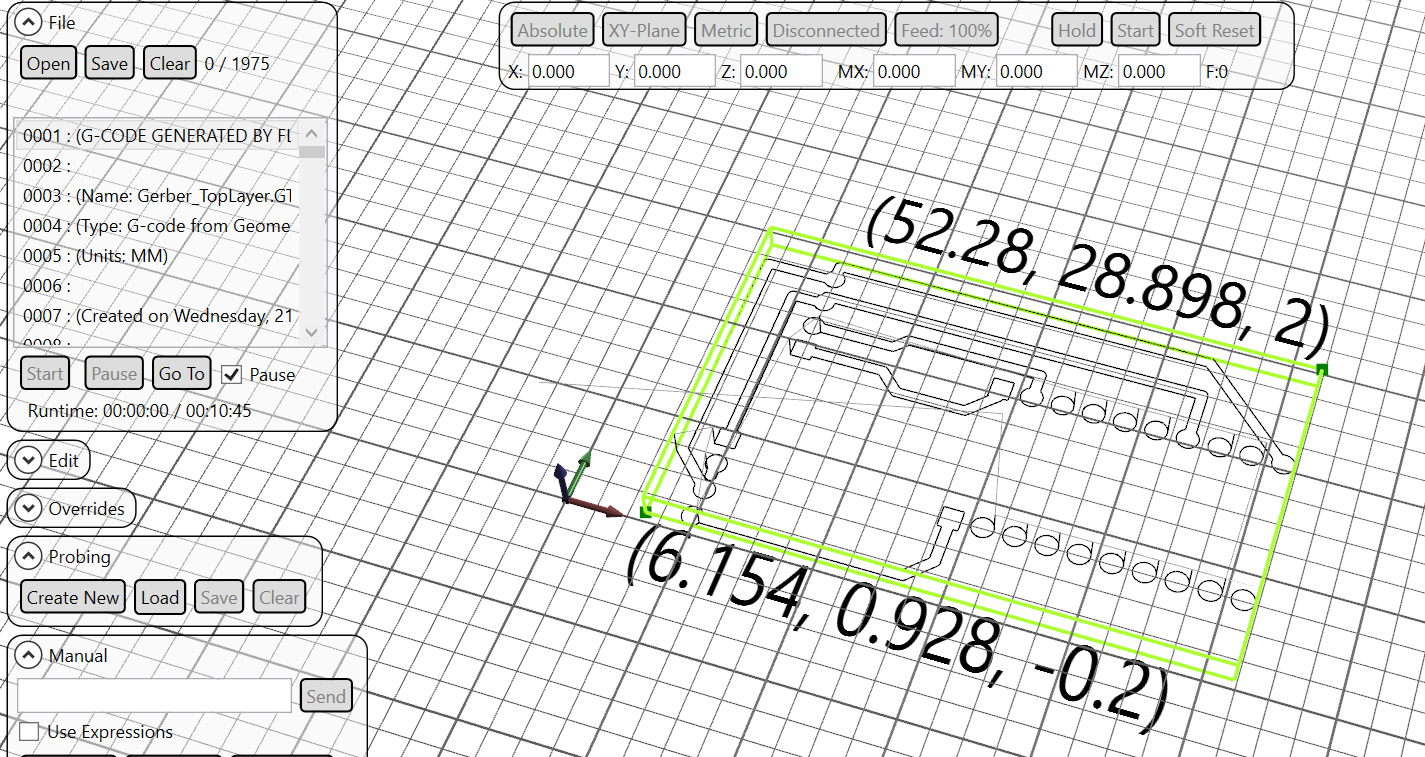 File
Open Save Clear 0 / 1975
0001 : (G-CODE GENERATED BY FL
0002 :
0003 : (Name: Gerber_TopLayer.GT
0004 : (Type: G-code from Geome
0005 : (Units: MM)
0006 :
0007 : (Created on Wednesday, 21
0008 :
Start Pause Go To Pause
Runtime: 00:00:00 / 00:10:45
Edit
Overrides
Probing
Create New Load Save Clear
Manual
Send
Use Expressions
Absolute XY-Plane Metric Disconnected Feed: 100% Hold Start Soft Reset
X: 0.000 Y: 0.000 Z: 0.000 MX: 0.000 MY: 0.000 MZ: 0.000 F:0
(52.28, 28.898, 2)
(6.154, 0.928, -0.2)